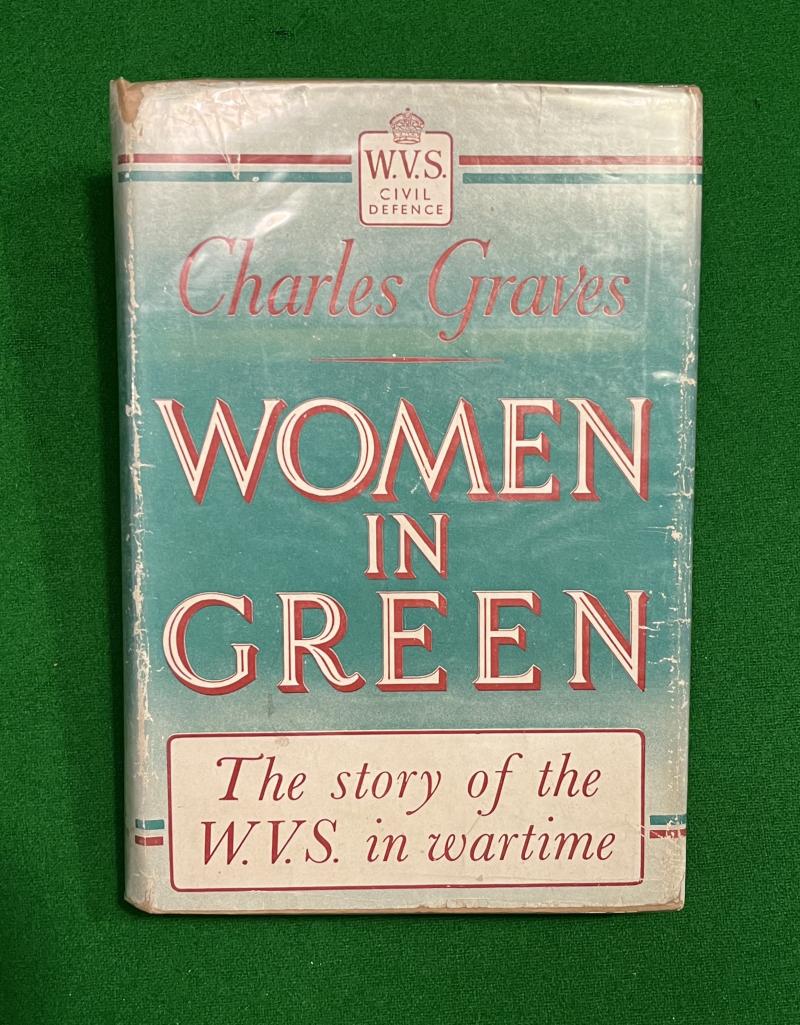 W.V.S.
CIVIL
DEFENCE
Charles Graves
WOMEN
IN
GREEN
The story of the
W.V.S. in wartime